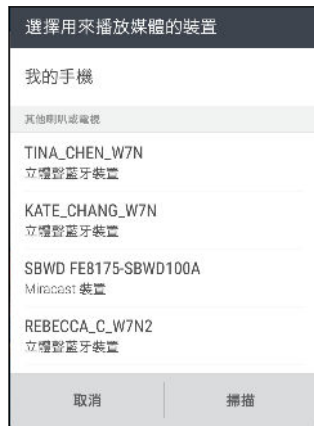 選擇用來播放媒體的裝置
我的手機
其他喇叭或電視
TINA_CHEN_W7N
立體聲藍牙裝置
KATE_CHANG_W7N
立體聲藍牙裝置
SBWD FE8175-SBWD100A
Miracast 裝置
REBECCA_C_W7N2
立體聲藍牙裝置
取消
掃描